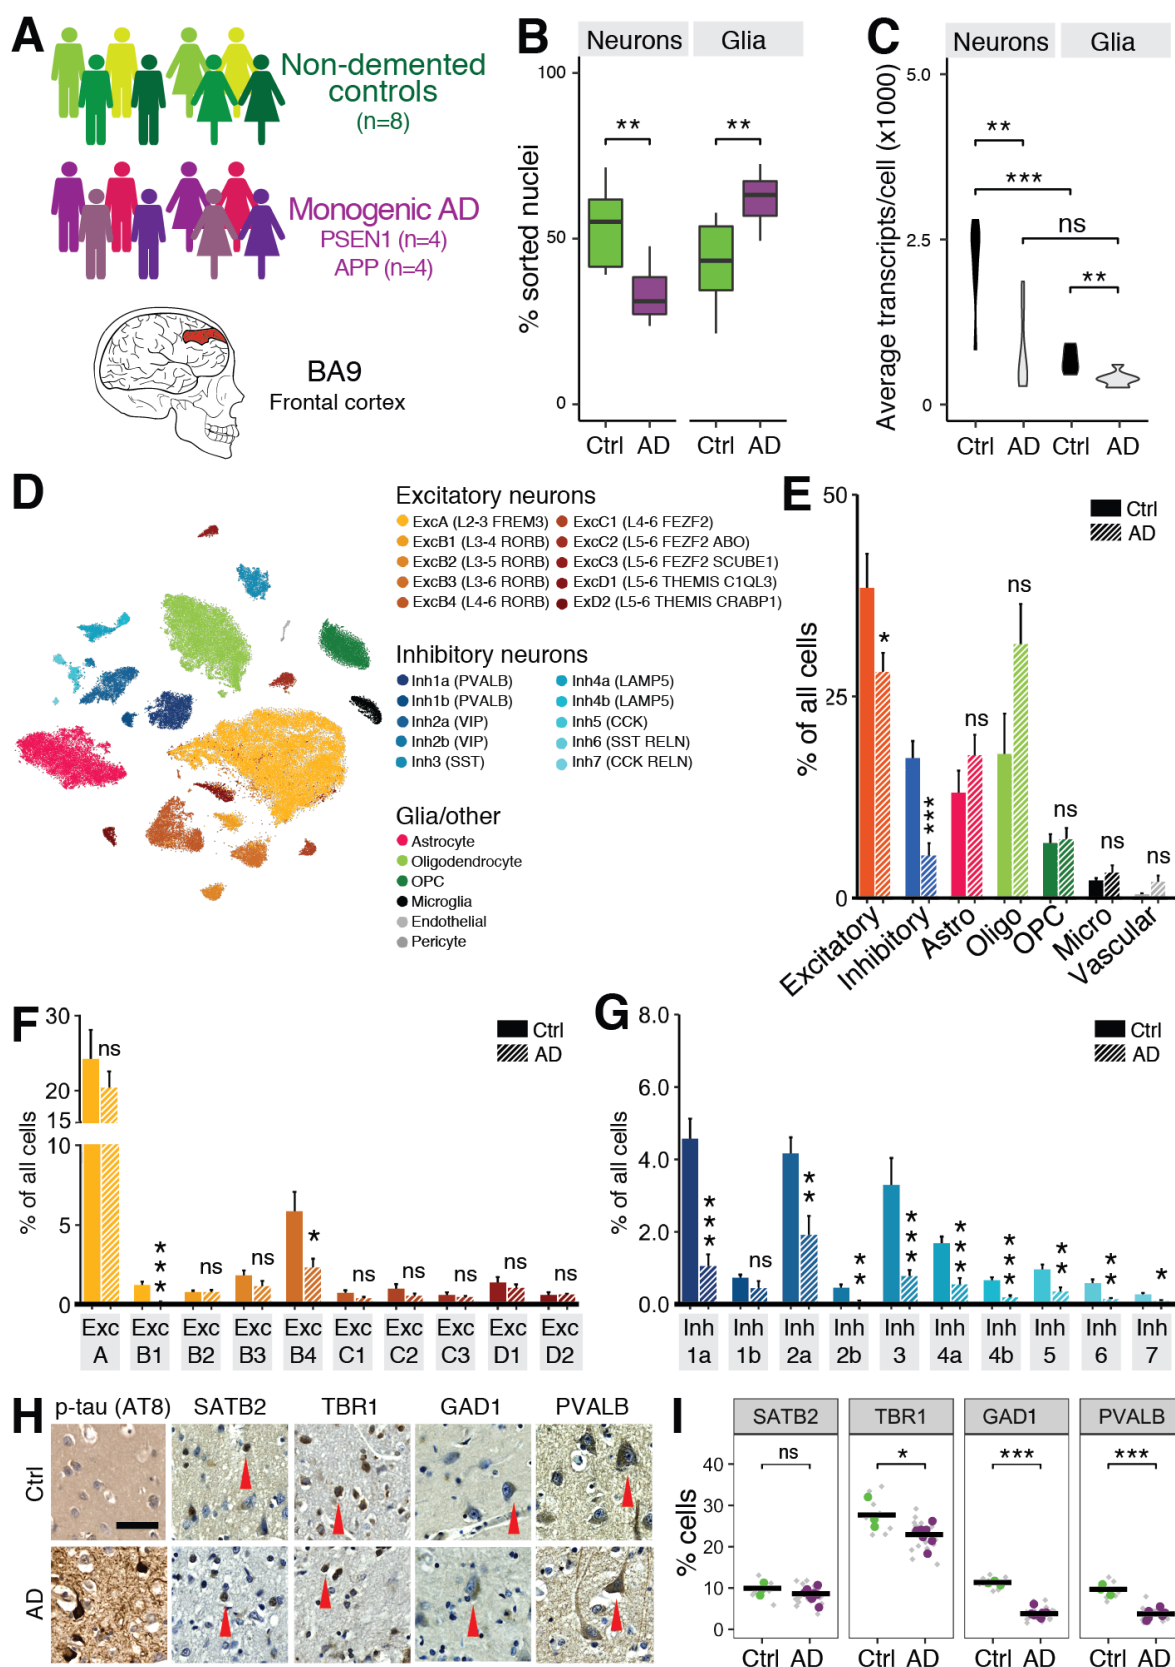 A
Non-demented
controls
(n=8)
Monogenic AD
PSEN1 (n=4)
APP (n=4)
BA9
Frontal cortex
B
Neurons
Glia
% sorted nuclei
100
50
0
**
**
Ctrl AD
Ctrl AD
C
Neurons
Glia
Average transcripts/cell (x1000)
5.0
2.5
0
**
***
ns
**
Ctrl AD Ctrl AD
D
Excitatory neurons
ExcA (L2-3 FREM3)
ExcB1 (L3-4 RORB)
ExcB2 (L3-5 RORB)
ExcB3 (L3-6 RORB)
ExcB4 (L4-6 RORB)
ExcC1 (L4-6 FEZF2)
ExcC2 (L5-6 FEZF2 ABO)
ExcC3 (L5-6 FEZF2 SCUBE1)
ExcD1 (L5-6 THEMIS C1QL3)
ExD2 (L5-6 THEMIS CRABP1)
Inhibitory neurons
Inh1a (PVALB)
Inh1b (PVALB)
Inh2a (VIP)
Inh2b (VIP)
Inh3 (SST)
Inh4a (LAMP5)
Inh4b (LAMP5)
Inh5 (CCK)
Inh6 (SST RELN)
Inh7 (CCK RELN)
Glia/other
Astrocyte
Oligodendrocyte
OPC
Microglia
Endothelial
Pericyte
E
% of all cells
50
25
0
Ctrl
AD
*
***
ns
ns
ns
ns
ns
Excitatory
Inhibitory
Astro
Oligo
OPC
Micro
Vascular
F
% of all cells
30
20
15
10
5
0
Ctrl
AD
ns
***
ns
ns
*
ns
ns
ns
ns
ns
Exc A
Exc B1
Exc B2
Exc B3
Exc B4
Exc C1
Exc C2
Exc C3
Exc D1
Exc D2
G
% of all cells
8.0
6.0
4.0
2.0
0.0
Ctrl
AD
***
ns
**
**
***
***
***
**
**
*
Inh 1a
Inh 1b
Inh 2a
Inh 2b
Inh 3
Inh 4a
Inh 4b
Inh 5
Inh 6
Inh 7
H
p-tau (AT8) SATB2 TBR1 GAD1 PVALB
Ctrl
AD
I
SATB2 TBR1 GAD1 PVALB
% cells
40
30
20
10
0
ns
*
***
***
Ctrl AD Ctrl AD Ctrl AD Ctrl AD